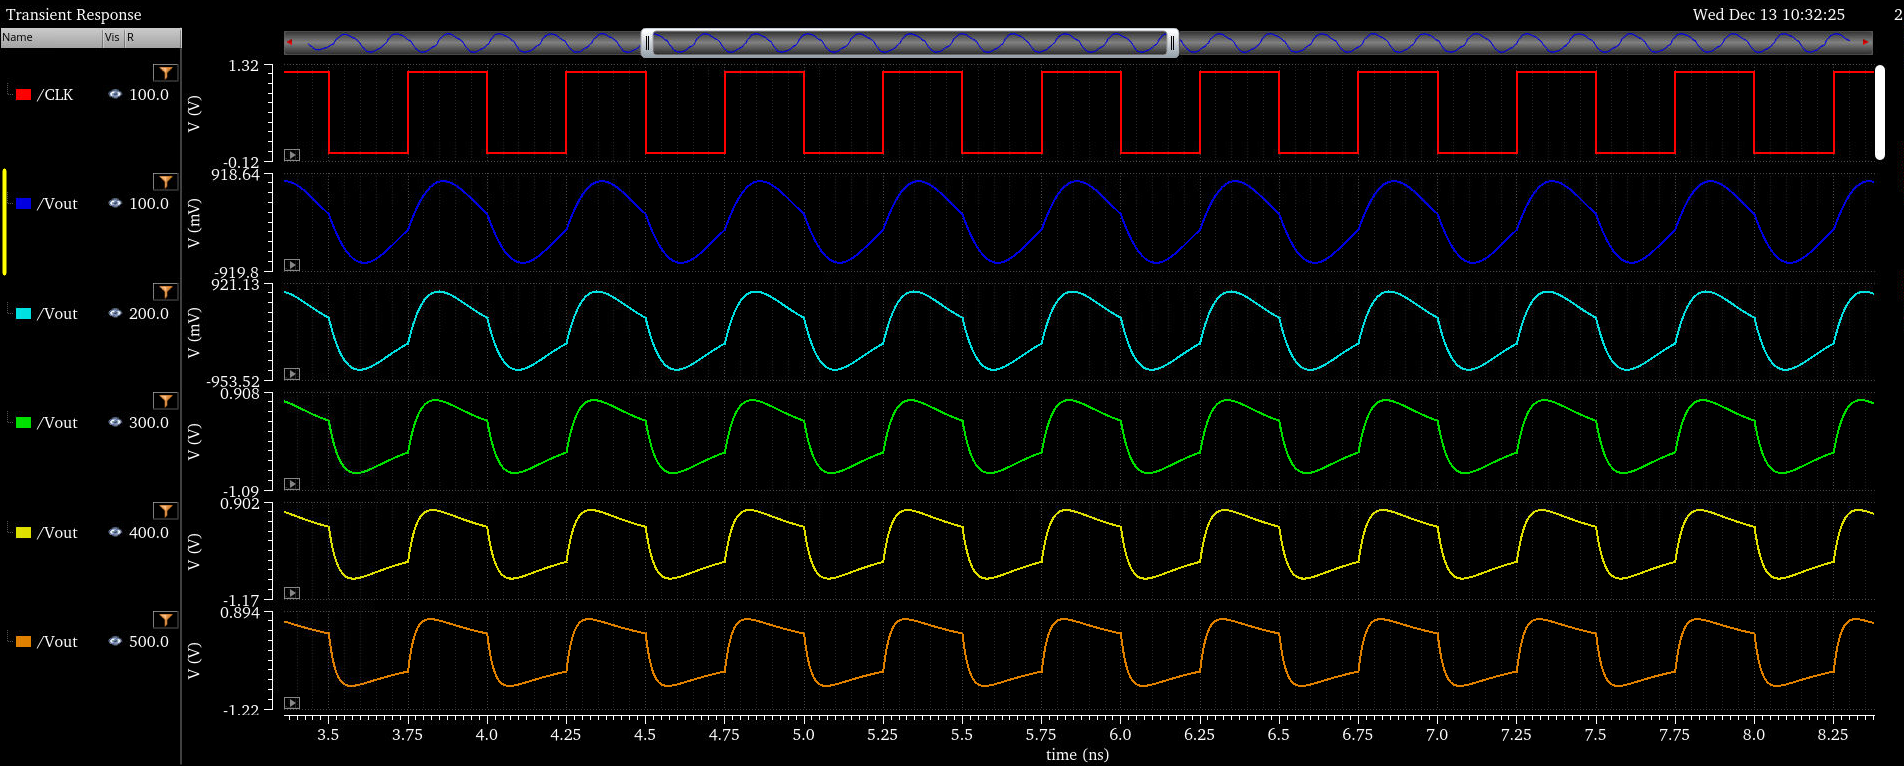 Transient Response
Wed Dec 13 10:32:25 2
Name Vis R
/CLK 100.0
/Vout 100.0
/Vout 200.0
/Vout 300.0
/Vout 400.0
/Vout 500.0
1.32
V (V)
-0.12
918.64
V (mV)
-919.8
921.13
V (mV)
-953.52
0.908
V (V)
-1.09
0.902
V (V)
-1.17
0.894
V (V)
-1.22
3.5 3.75 4.0 4.25 4.5 4.75 5.0 5.25 5.5 5.75 6.0 6.25 6.5 6.75 7.0 7.25 7.5 7.75 8.0 8.25
time (ns)